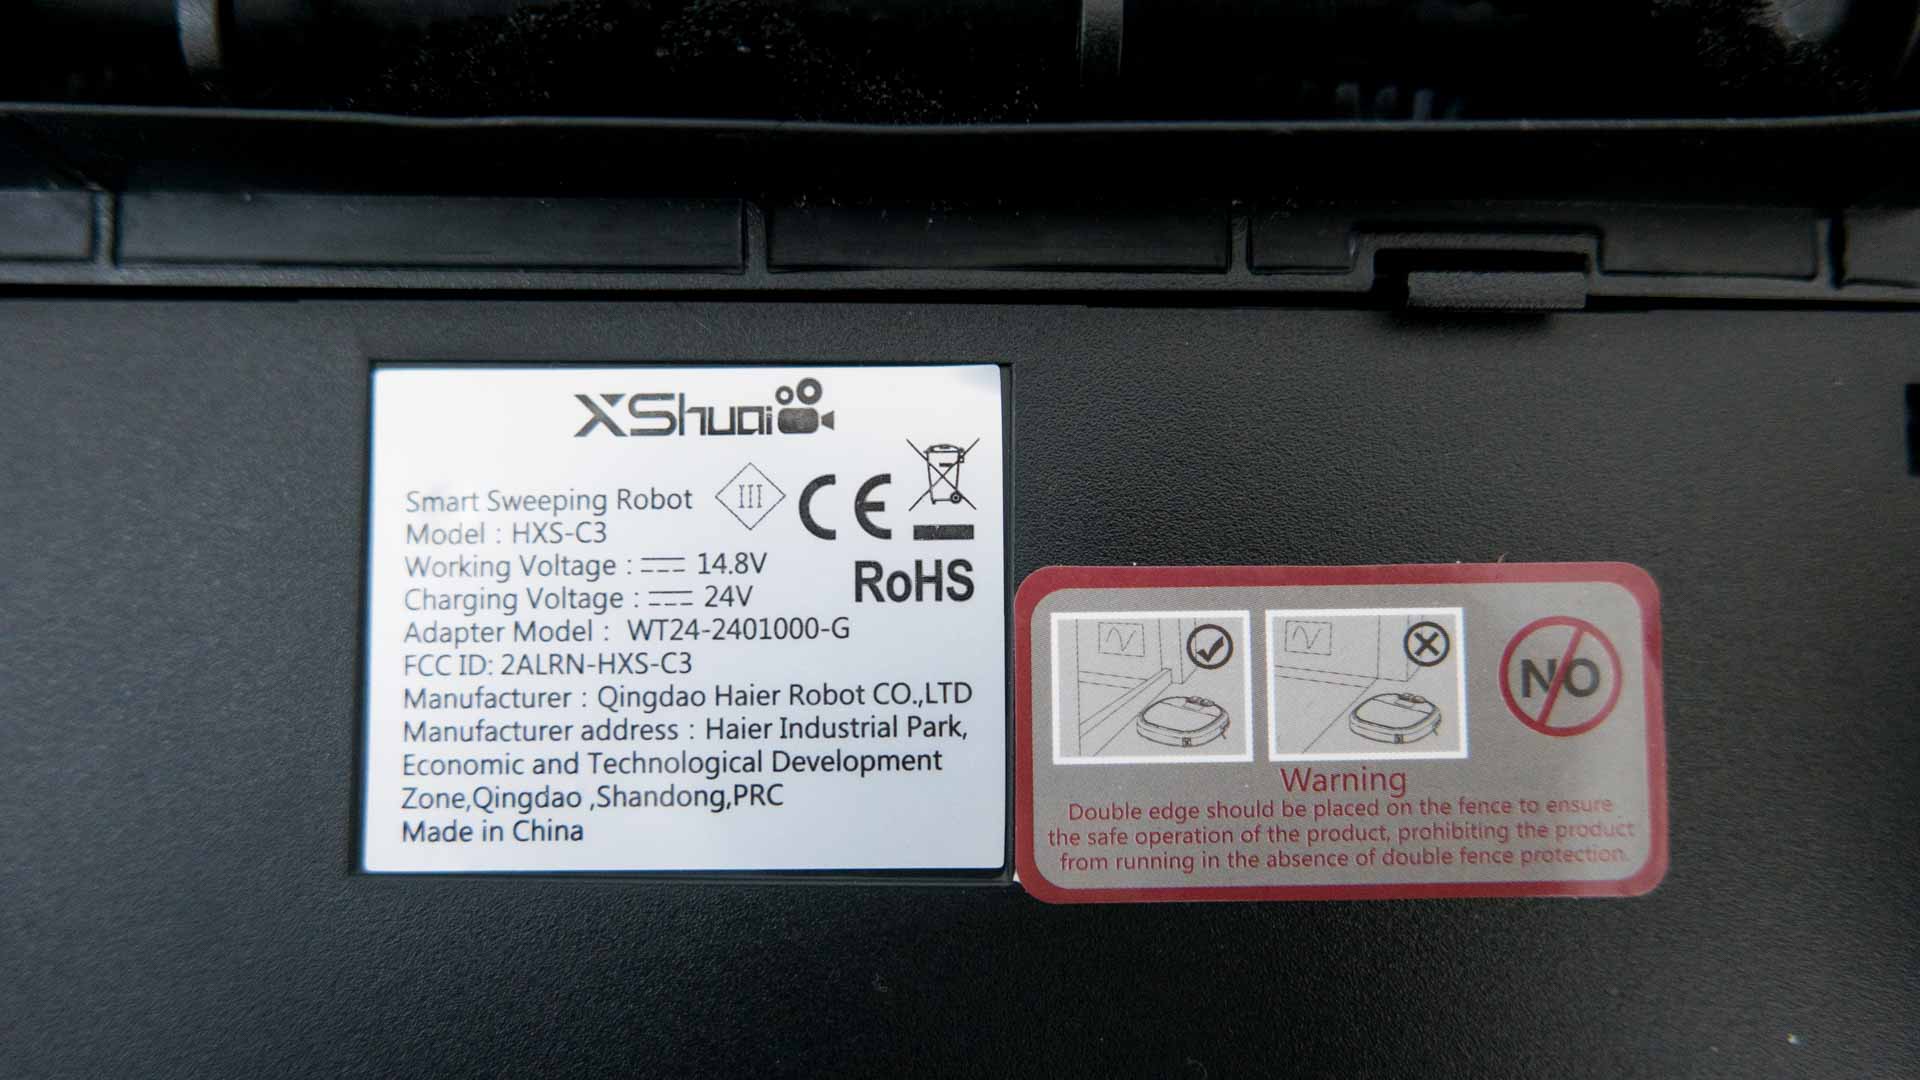 XShuai
Smart Sweeping Robot
III
CE
Model : HXS-C3
Working Voltage : 14.8V
RoHS
Charging Voltage : 24V
Adapter Model : WT24-2401000-G
FCC ID: 2ALRN-HXS-C3
Manufacturer : Qingdao Haier Robot CO.,LTD
Manufacturer address : Haier Industrial Park,
Economic and Technological Development
Zone,Qingdao ,Shandong,PRC
Made in China
NO
Warning
Double edge should be placed on the fence to ensure
the safe operation of the product, prohibiting the product
from running in the absence of double fence protection.